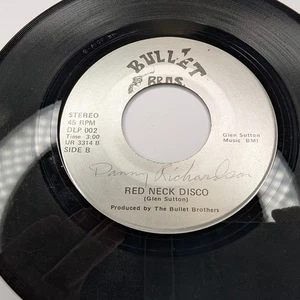 BULLET
BROS.
STEREO
45 RPM
DLP 002
Time: 3:00
UR 3314 B
SIDE B
Glen Sutton
Music BMI
Danny Richardson
RED NECK DISCO
(Glen Sutton)
Produced by The Bullet Brothers